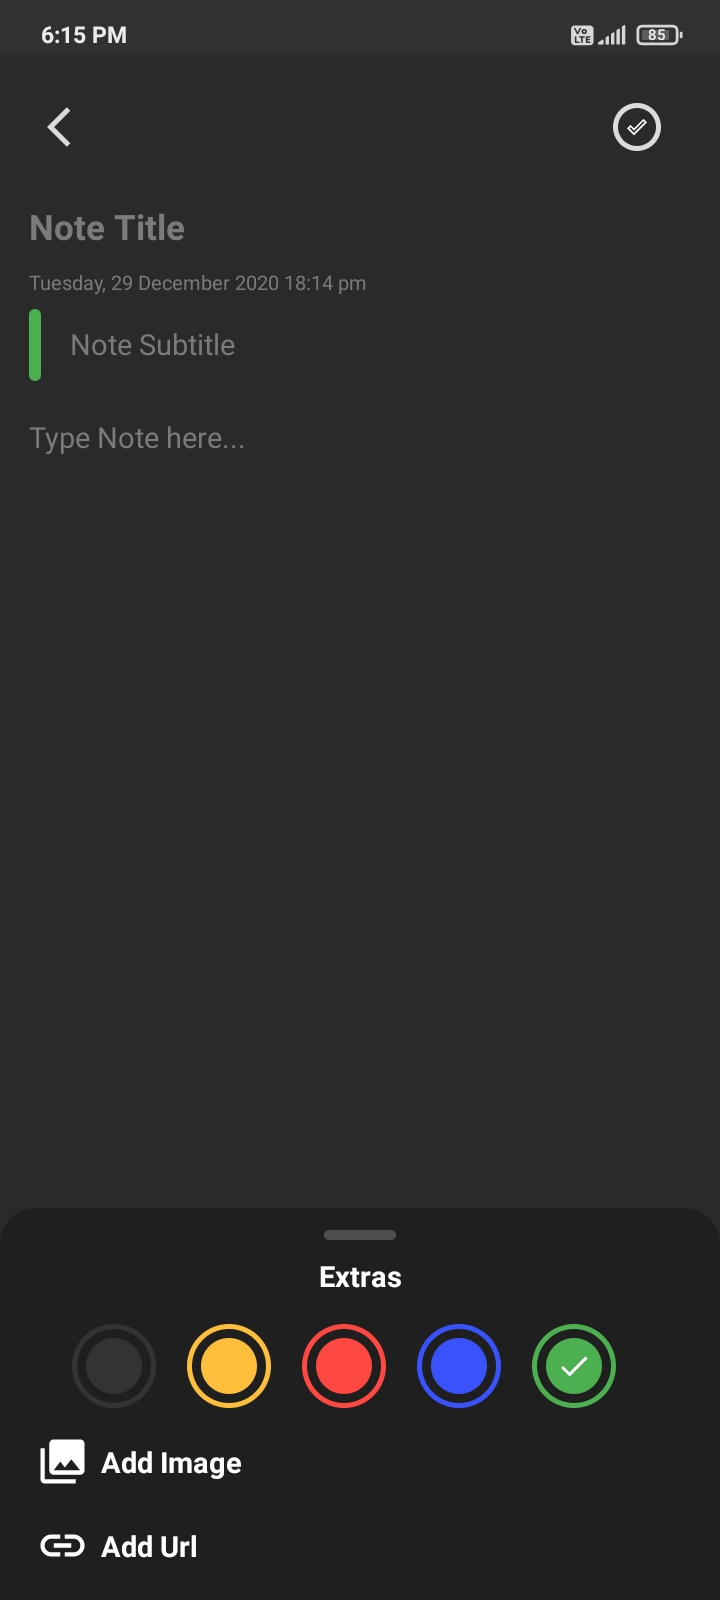 6:15 PM
Vo LTE
85
Note Title
Tuesday, 29 December 2020 18:14 pm
Note Subtitle
Type Note here...
Extras
Add Image
Add Url